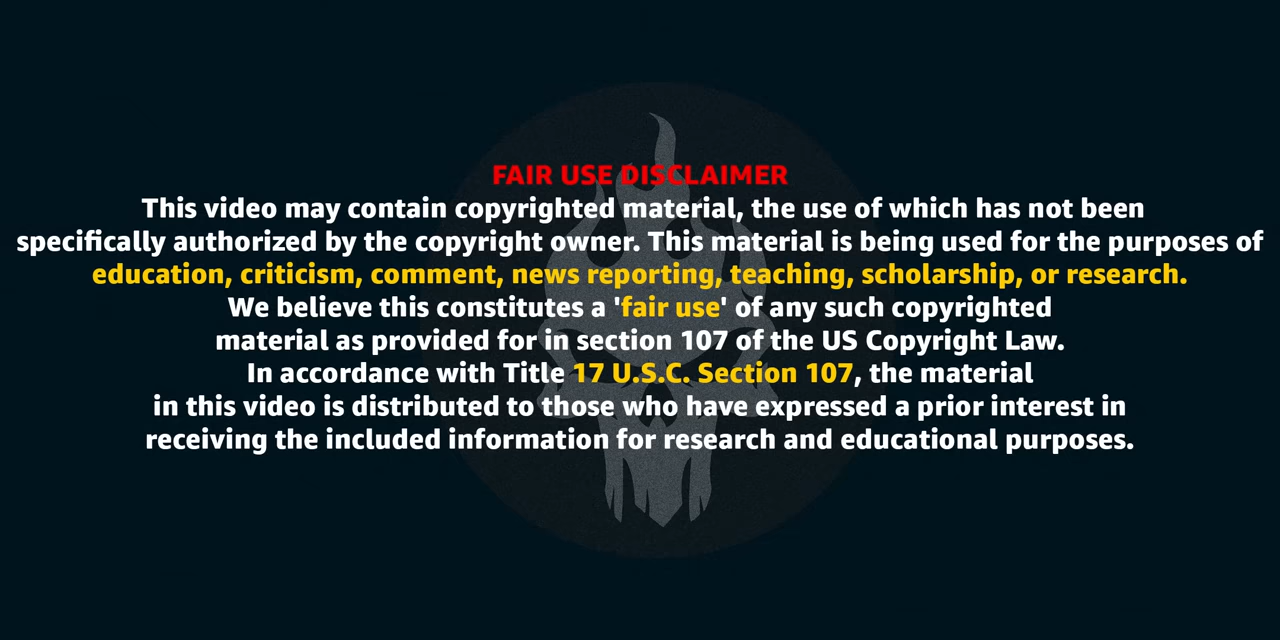 FAIR USE DISCLAIMER
This video may contain copyrighted material, the use of which has not been
specifically authorized by the copyright owner. This material is being used for the purposes of
education, criticism, comment, news reporting, teaching, scholarship, or research.
We believe this constitutes a 'fair use' of any such copyrighted
material as provided for in section 107 of the US Copyright Law.
In accordance with Title 17 U.S.C. Section 107, the material
in this video is distributed to those who have expressed a prior interest in
receiving the included information for research and educational purposes.